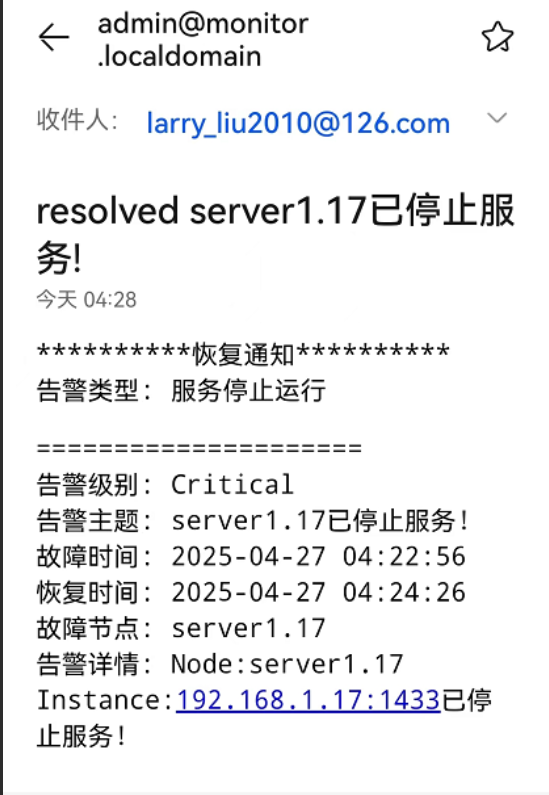 admin@monitor
.localdomain
收件人： larry_liu2010@126.com
resolved server1.17已停止服
务!
今天 04:28
**********恢复通知**********
告警类型: 服务停止运行
=====================
告警级别: Critical
告警主题: server1.17已停止服务!
故障时间: 2025-04-27 04:22:56
恢复时间: 2025-04-27 04:24:26
故障节点: server1.17
告警详情: Node:server1.17
Instance:192.168.1.17:1433已停
止服务!